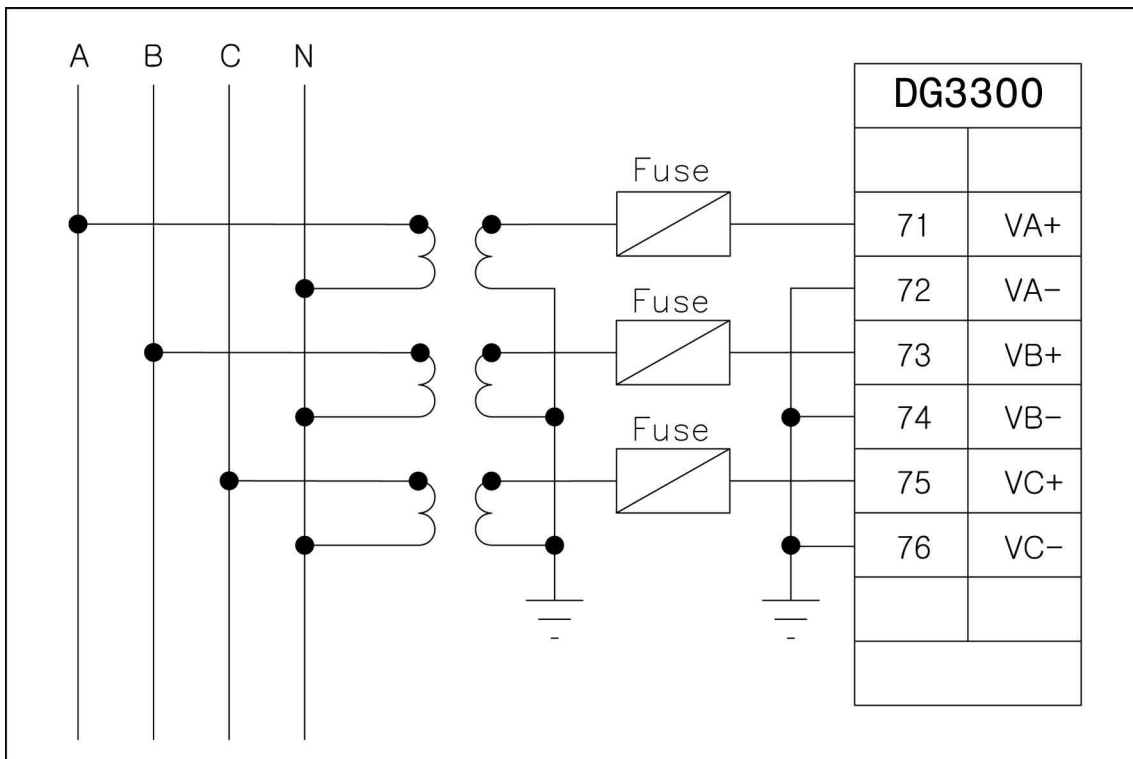 A B C N
DG3300
Fuse
71 VA+
72 VA-
Fuse
73 VB+
74 VB-
Fuse
75 VC+
76 VC-